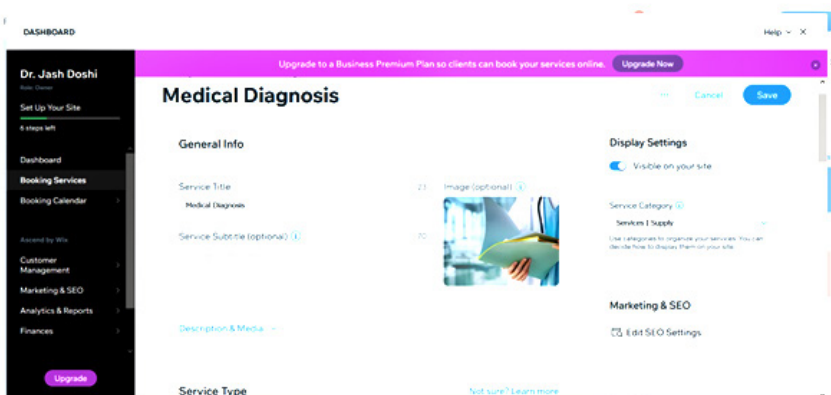 DASHBOARD
Help
Upgrade to a Business Premium Plan so clients can book your services online. Upgrade Now
Dr. Jash Doshi
Role: Owner
Set Up Your Site
6 steps left
Dashboard
Booking Services
Booking Calendar
Ascend by Wix
Customer
Management
Marketing & SEO
Analytics & Reports
Finances
Upgrade
Medical Diagnosis
... Cancel Save
General Info
Service Title 23
Medical Diagnosis
Service Subtitle (optional) 70
Image (optional)
Description & Media
Service Type Not sure? Learn more
Display Settings
Visible on your site
Service Category
Services | Supply
Use categories to organize your services. You can
decide how to display them on your site
Marketing & SEO
Edit SEO Settings